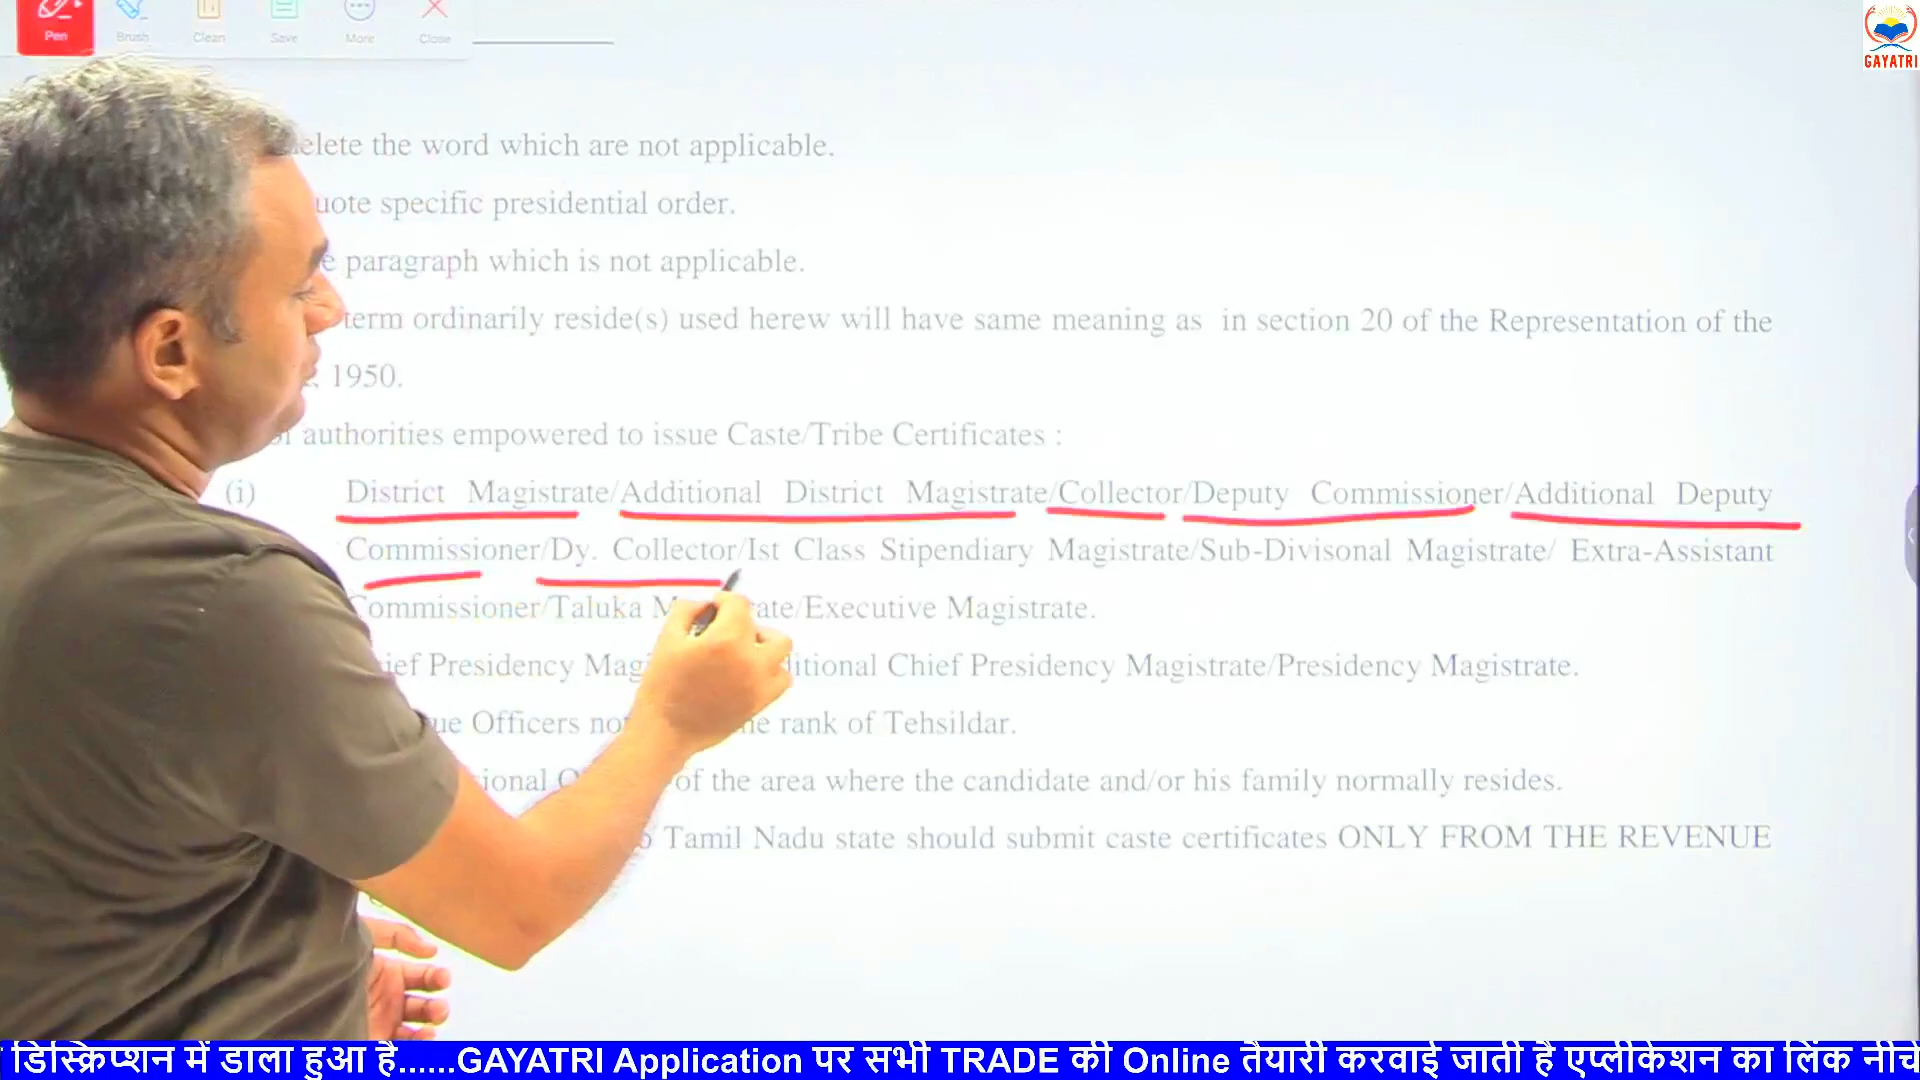 Pen Brush Clean Save More Close
GAYATRI
elete the word which are not applicable.
uote specific presidential order.
e paragraph which is not applicable.
term ordinarily reside(s) used herew will have same meaning as in section 20 of the Representation of the
1950.
authorities empowered to issue Caste/Tribe Certificates :
(i) District Magistrate/Additional District Magistrate/Collector/Deputy Commissioner/Additional Deputy
Commissioner/Dy. Collector/Ist Class Stipendiary Magistrate/Sub-Divisonal Magistrate/ Extra-Assistant
Commissioner/Taluka M rate/Executive Magistrate.
ief Presidency Mag ditional Chief Presidency Magistrate/Presidency Magistrate.
ue Officers no e rank of Tehsildar.
ional O of the area where the candidate and/or his family normally resides.
Tamil Nadu state should submit caste certificates ONLY FROM THE REVENUE
डिस्क्रिप्शन में डाला हुआ है......GAYATRI Application पर सभी TRADE की Online तैयारी करवाई जाती है एप्लीकेशन का लिंक नीचे